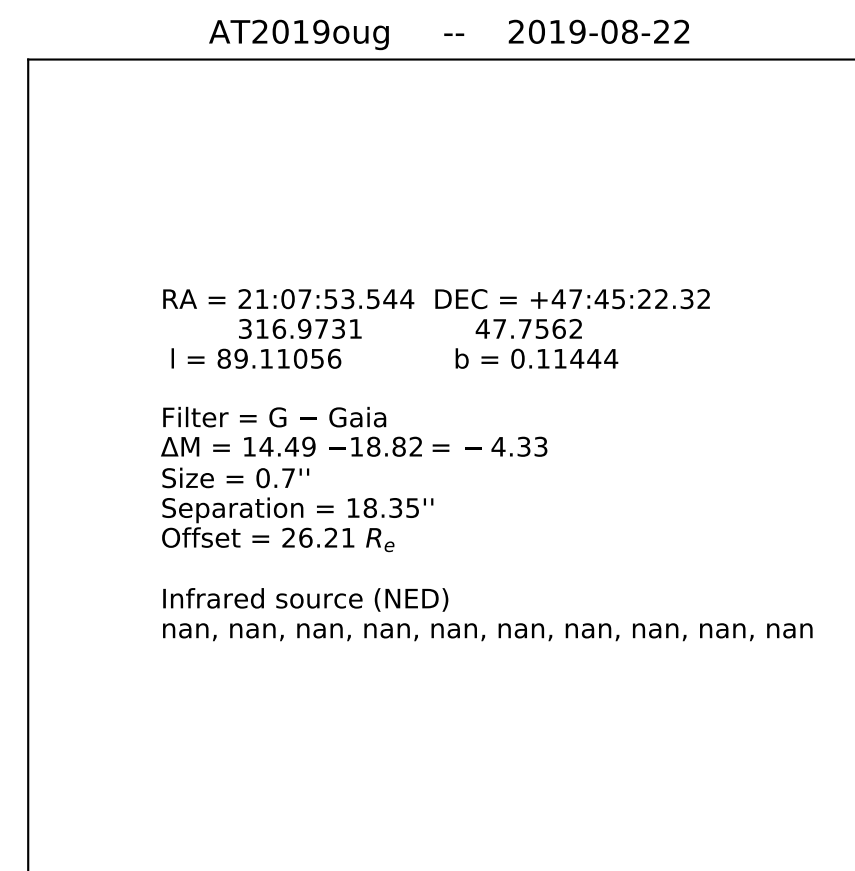 AT2019oug -- 2019-08-22
RA = 21:07:53.544 DEC = +47:45:22.32
316.9731 47.7562
l = 89.11056 b = 0.11444
Filter = G − Gaia
ΔM = 14.49 −18.82 = − 4.33
Size = 0.7''
Separation = 18.35''
Offset = 26.21 Rₑ
Infrared source (NED)
nan, nan, nan, nan, nan, nan, nan, nan, nan, nan